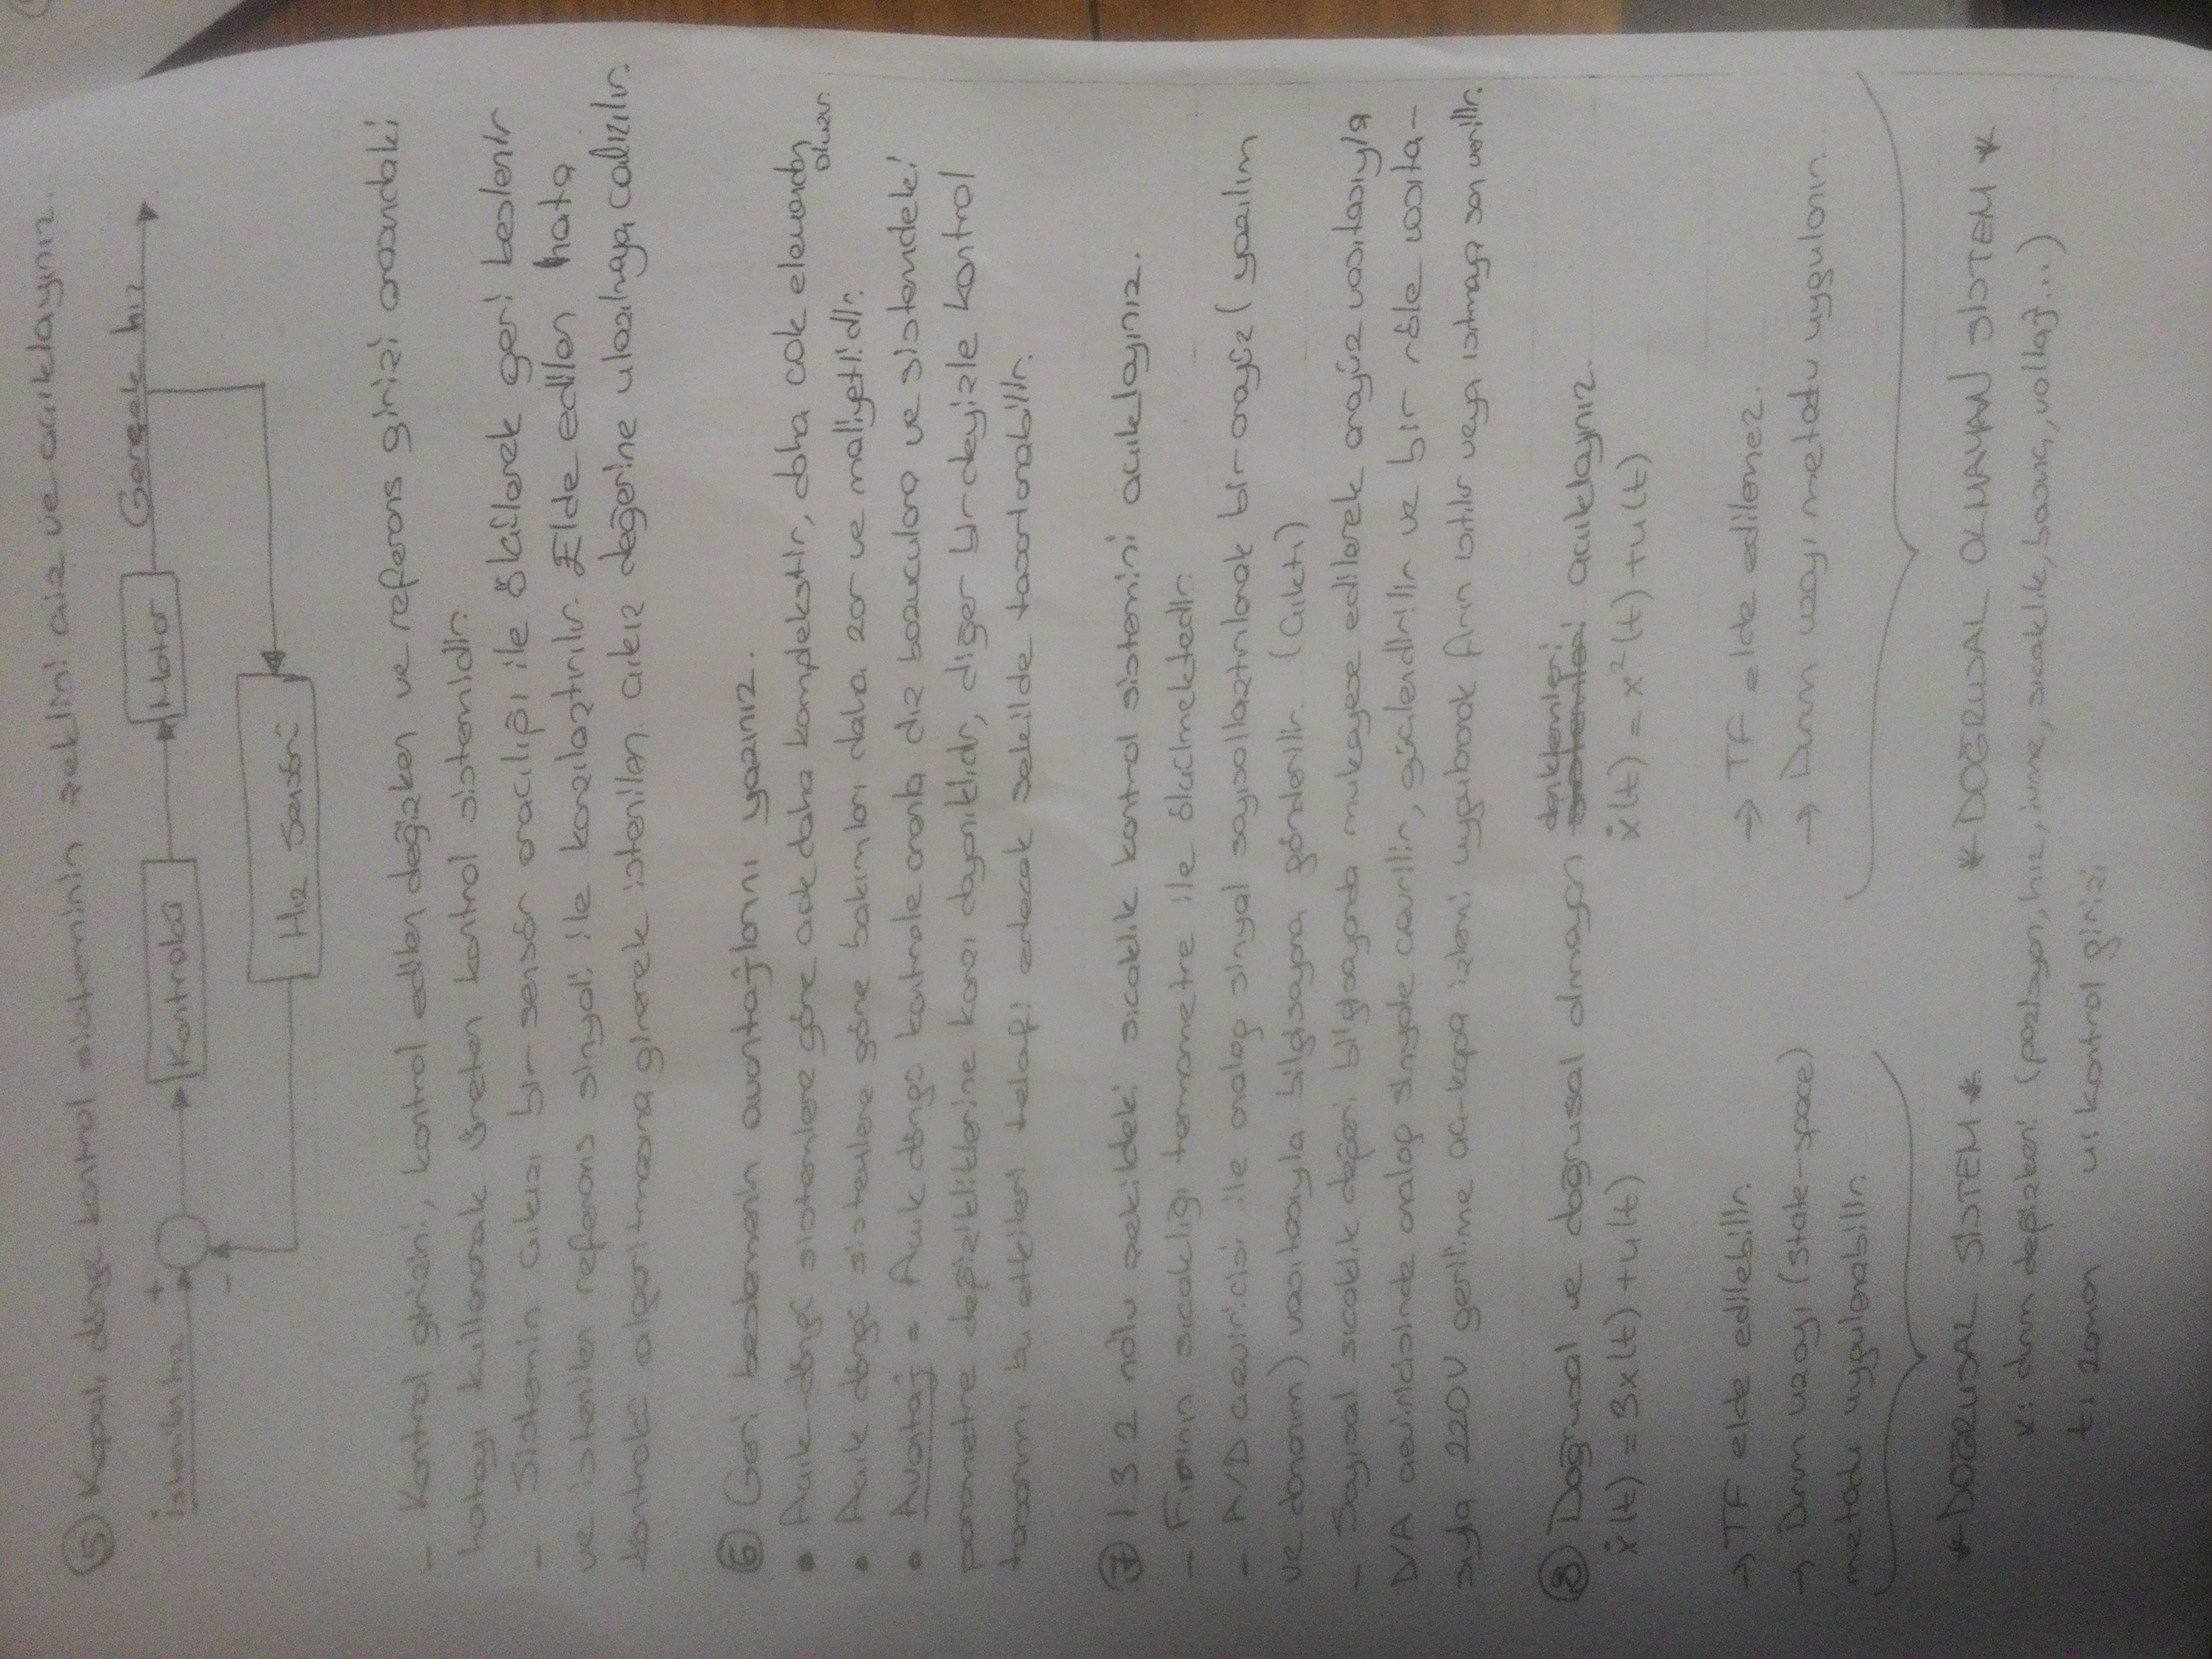 ⑤ Kapalı döngü kontrol sisteminin şeklini çiz ve açıklayınız.
İstenilen hız + Kontrolcü Motor Gerçek hız
−
Hız Sensörü
– Kontrol girişini, kontrol edilen değişken ve referans girişi arasındaki
hatayı kullanarak üreten kontrol sistemidir.
– Sistemin çıkışı bir sensör aracılığı ile ölçülerek geri beslenir
ve istenilen referans sinyali ile karşılaştırılır. Elde edilen hata
kontrolcü algoritmasına girerek istenilen çıkış değerine ulaşılmaya çalışılır.
⑥ Geri beslemenin avantajlarını yazınız.
• Açık-döngü sistemlere göre çok daha komplekstir, daha çok elemandan
oluşur.
• Açık döngü sistemlere göre bakımları daha zor ve maliyetlidir.
• Avantaj = Açık döngü kontrole oranla dış bozuculara ve sistemdeki
parametre değişikliklerine karşı dayanıklıdır, diğer bir deyişle kontrol
tasarımı bu etkileri telafi edecek şekilde tasarlanabilir.
⑦ 1.3.2 nolu şekildeki sıcaklık kontrol sistemini açıklayınız.
– Fırının sıcaklığı termometre ile ölçülmektedir.
– A/D çeviricisi ile analog sinyal sayısallaştırılarak bir arayüz (yazılım
ve donanım) vasıtasıyla bilgisayara gönderilir. (Çıktı)
– Sayısal sıcaklık değeri bilgisayarda mukayese edilerek arayüz vasıtasıyla
D/A çeviricisinde analog sinyale çevrilir, güçlendirilir ve bir röle vasıta-
sıyla 220V gerilime aç-kapa işlemi uygulanarak fırın ısıtılır veya ısıtmaya son verilir.
denklemleri
⑧ Doğrusal ve doğrusal olmayan sistemleri açıklayınız.
ẋ(t) = 3x(t) + u(t) ẋ(t) = x²(t) + u(t)
→ TF elde edilebilir. → TF elde edilemez.
→ Durum uzayı (state-space) → Durum uzayı metodu uygulanır.
metodu uygulanabilir.
* DOĞRUSAL SİSTEM * * DOĞRUSAL OLMAYAN SİSTEM *
x: durum değişkeni (pozisyon, hız, ivme, sıcaklık, basınç, voltaj...)
t: zaman u: kontrol girişi